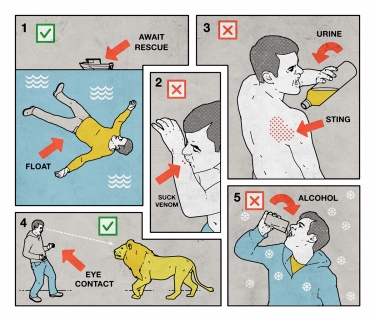 1
AWAIT
RESCUE
FLOAT
2
SUCK
VENOM
3
URINE
STING
4
EYE
CONTACT
5
ALCOHOL